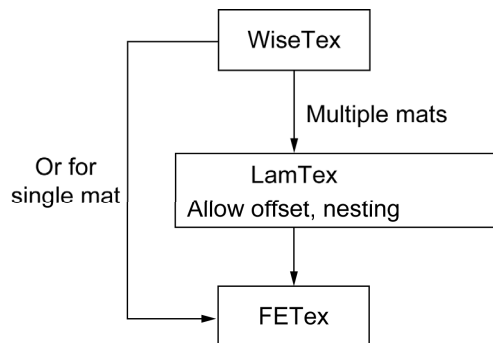 WiseTex
Multiple mats
Or for
single mat
LamTex
Allow offset, nesting
FETex